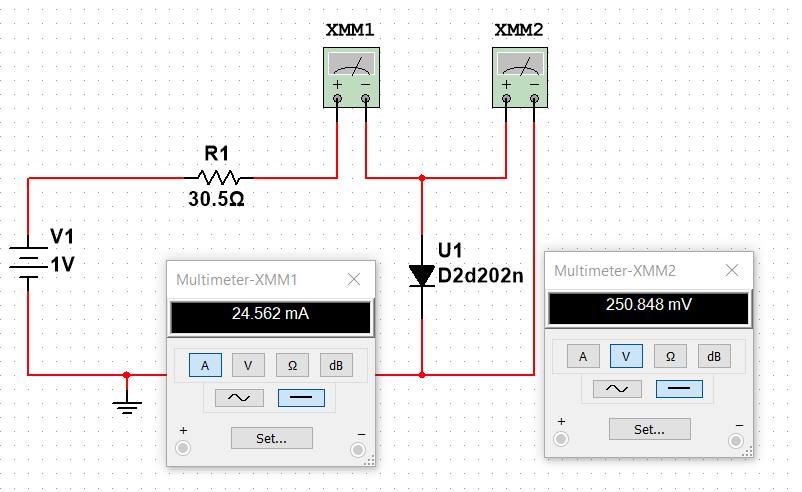 XMM1
XMM2
+ −
+ −
R1
30.5Ω
V1
1V
U1
D2d202n
Multimeter-XMM1
24.562 mA
A V Ω dB
+ −
Set...
Multimeter-XMM2
250.848 mV
A V Ω dB
+ −
Set...